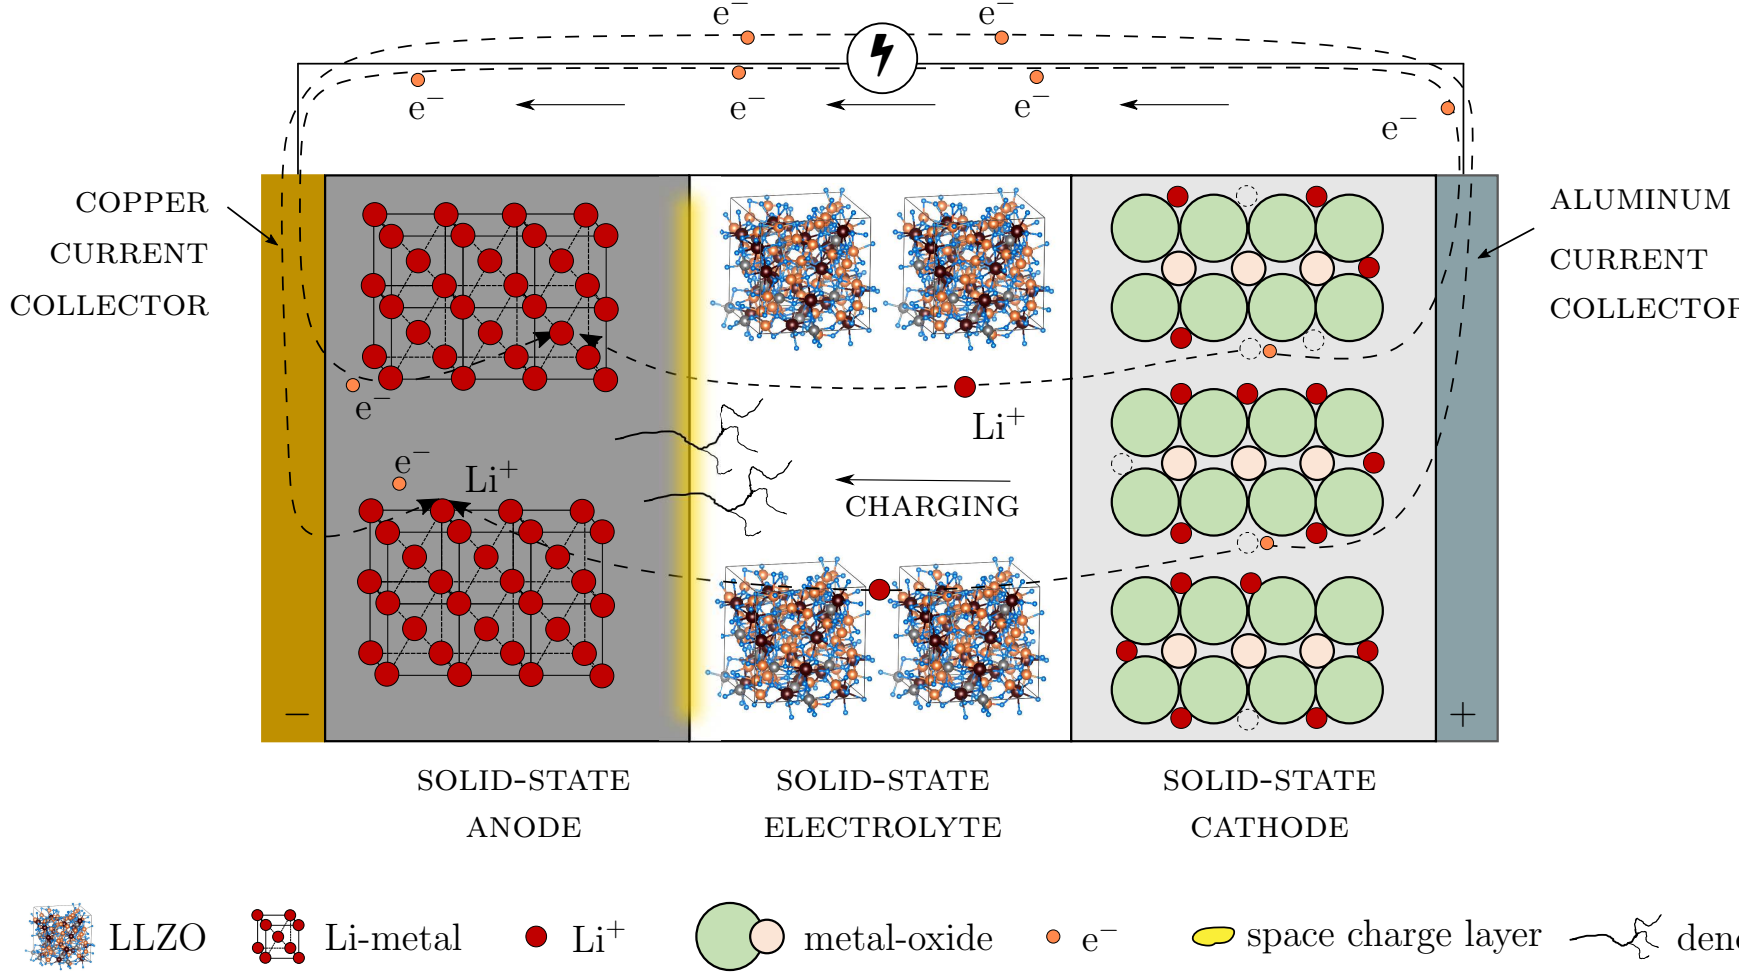 e⁻ e⁻
e⁻ e⁻ e⁻ e⁻
COPPER
CURRENT
COLLECTOR
ALUMINUM
CURRENT
COLLECTOR
e⁻
Li⁺
e⁻ Li⁺
CHARGING
− +
SOLID-STATE SOLID-STATE SOLID-STATE
ANODE ELECTROLYTE CATHODE
LLZO Li-metal Li⁺ metal-oxide e⁻ space charge layer